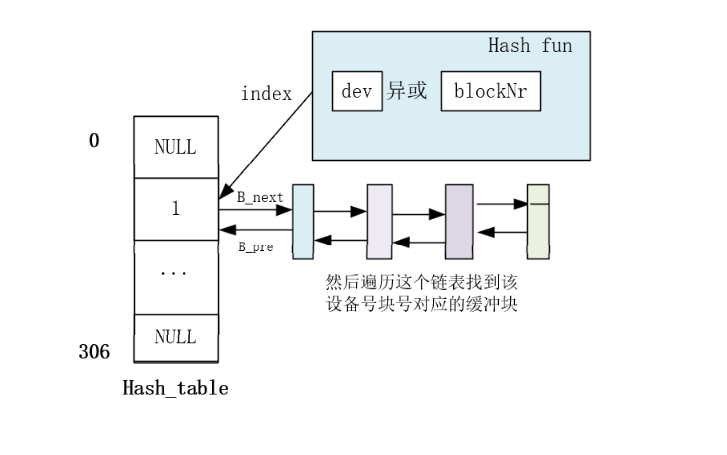 Hash fun
dev 异或 blockNr
index
0
NULL
1
B_next
B_pre
...
然后遍历这个链表找到该
设备号块号对应的缓冲块
NULL
306
Hash_table